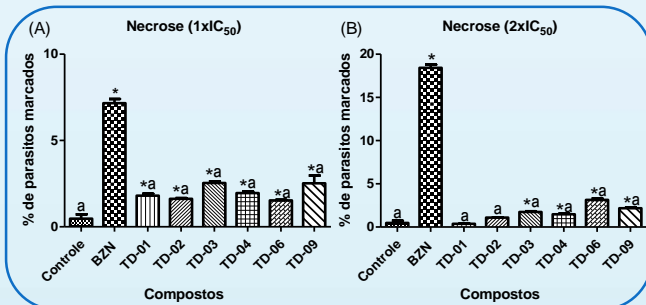 (A) Necrose (1xIC50)
% de parasitos marcados
10
5
0
a
*
*a
*a
*a
*a
*a
*a
Controle
BZN
TD-01
TD-02
TD-03
TD-04
TD-06
TD-09
Compostos
(B) Necrose (2xIC50)
% de parasitos marcados
20
15
10
5
0
a
*
a
a
*a
*a
*a
*a
Controle
BZN
TD-01
TD-02
TD-03
TD-04
TD-06
TD-09
Compostos